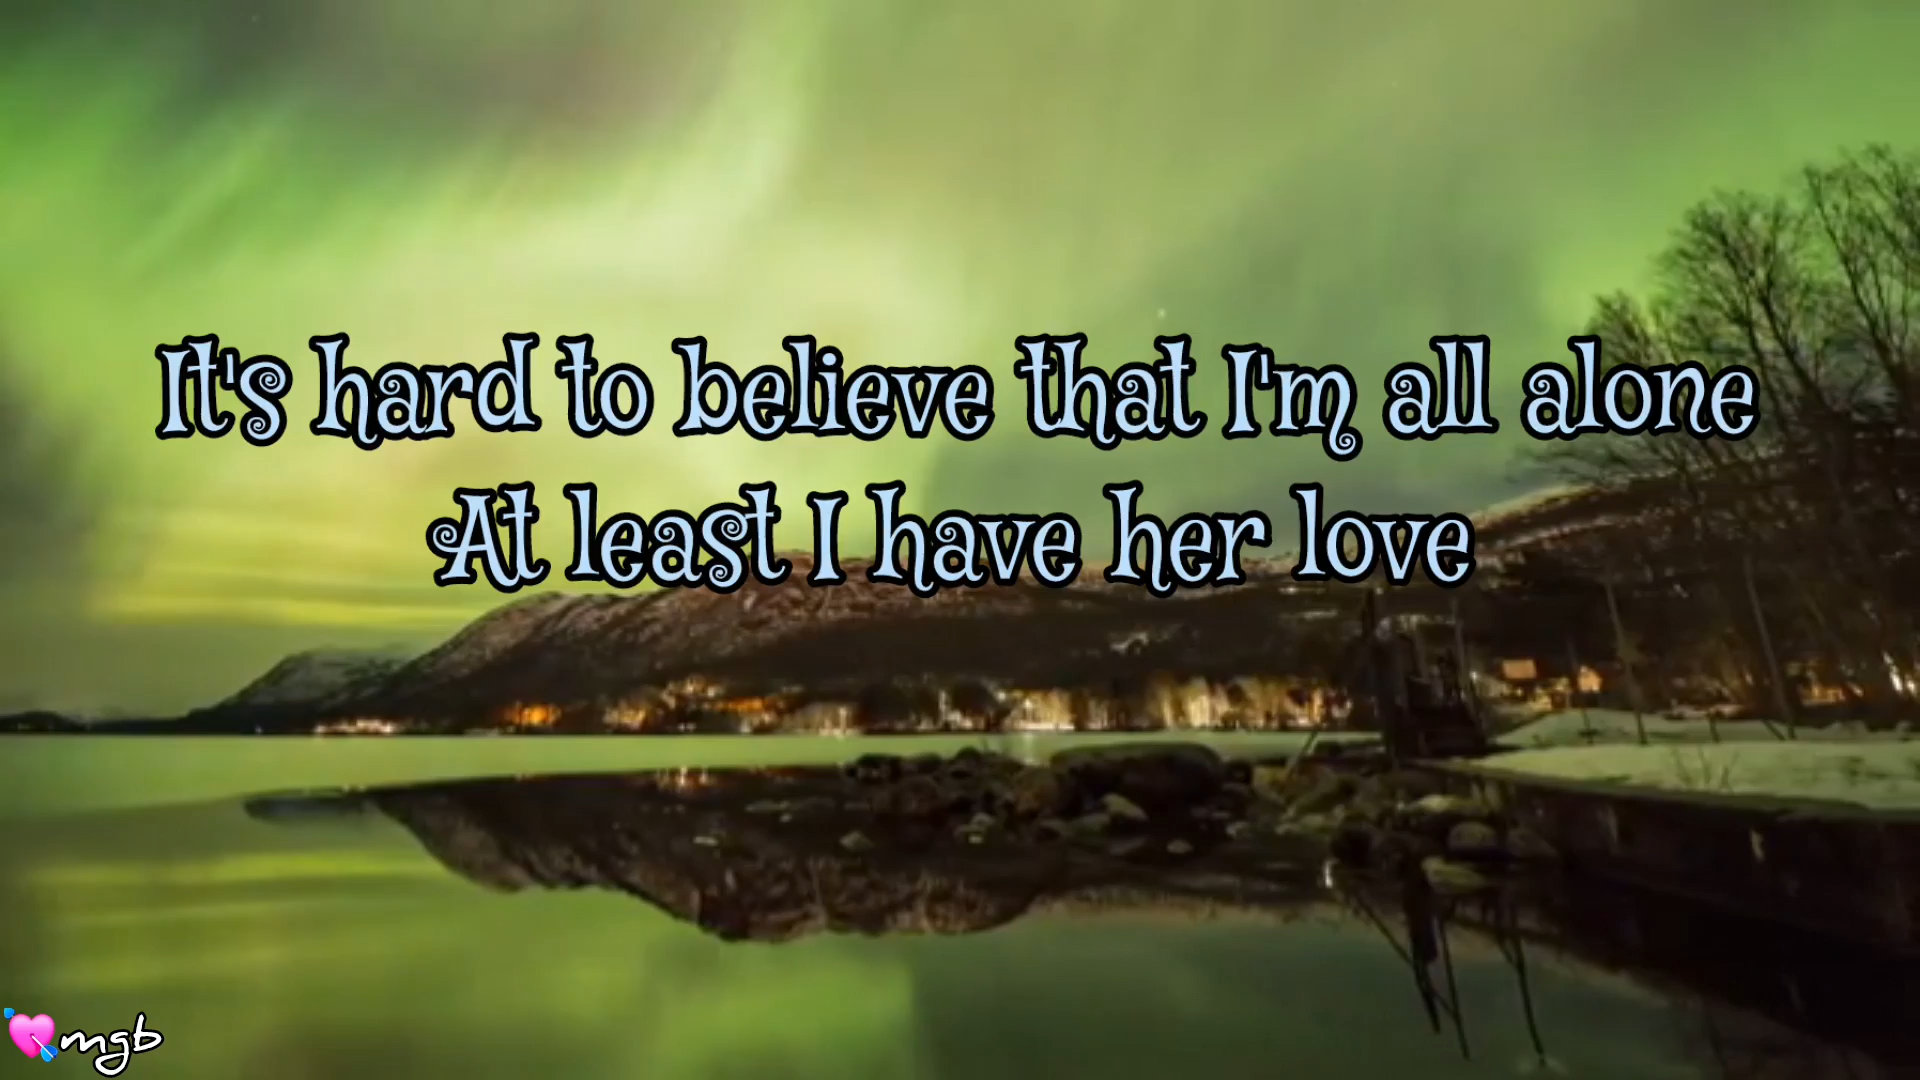 It's hard to believe that I'm all alone
At least I have her love
mgb